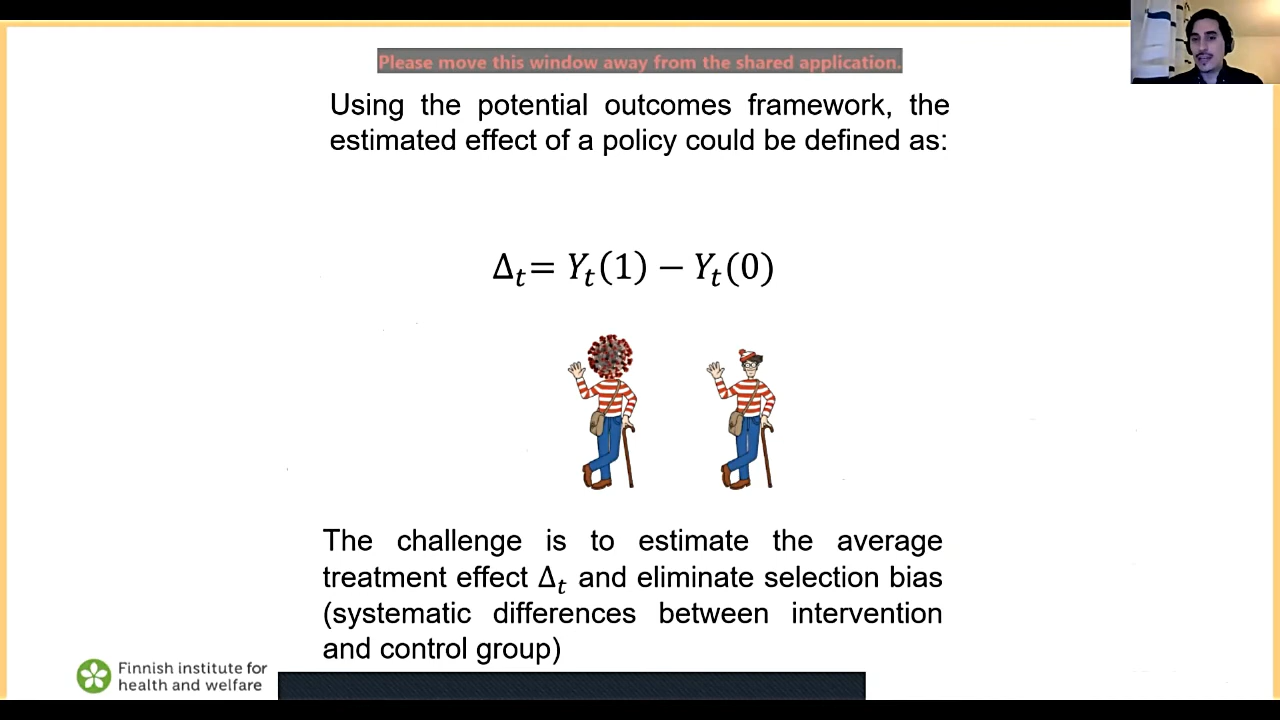 Please move this window away from the shared application.
Using the potential outcomes framework, the
estimated effect of a policy could be defined as:
Δₜ= Yₜ(1) − Yₜ(0)
The challenge is to estimate the average
treatment effect Δₜ and eliminate selection bias
(systematic differences between intervention
and control group)
Finnish institute for
health and welfare